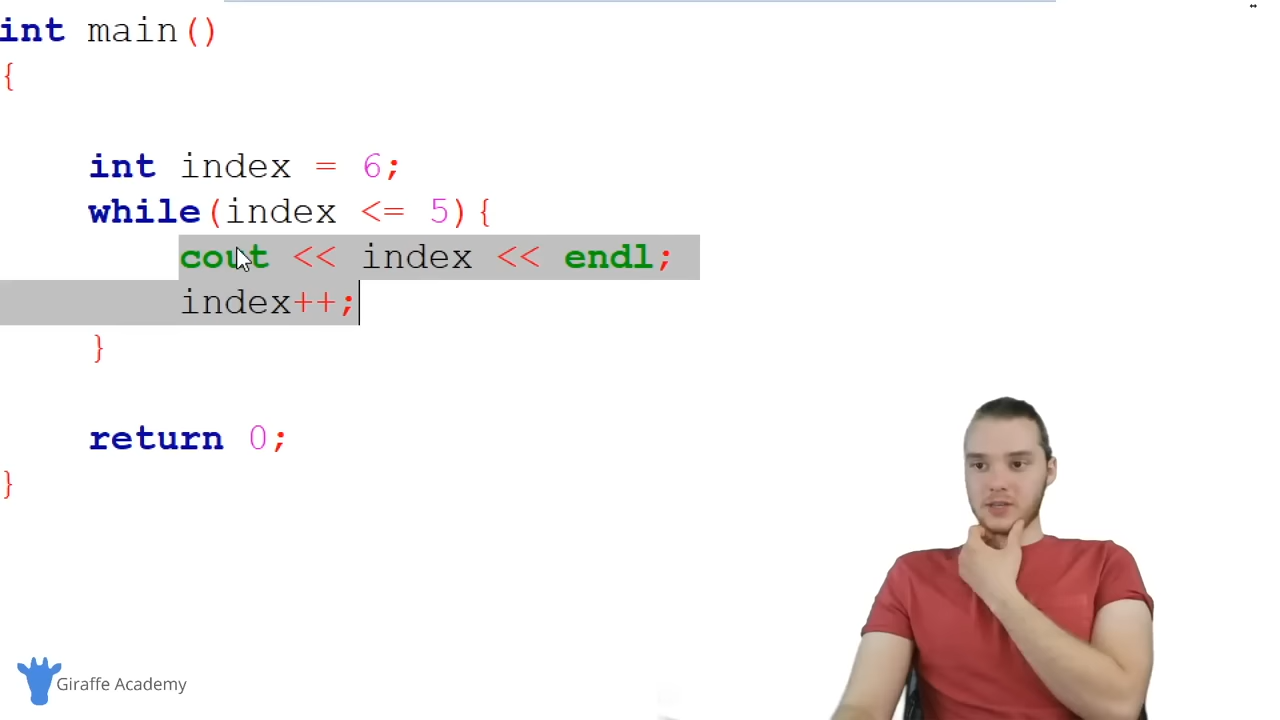 int main()
{
int index = 6;
while(index <= 5){
cout << index << endl;
index++;
}
return 0;
}
Giraffe Academy